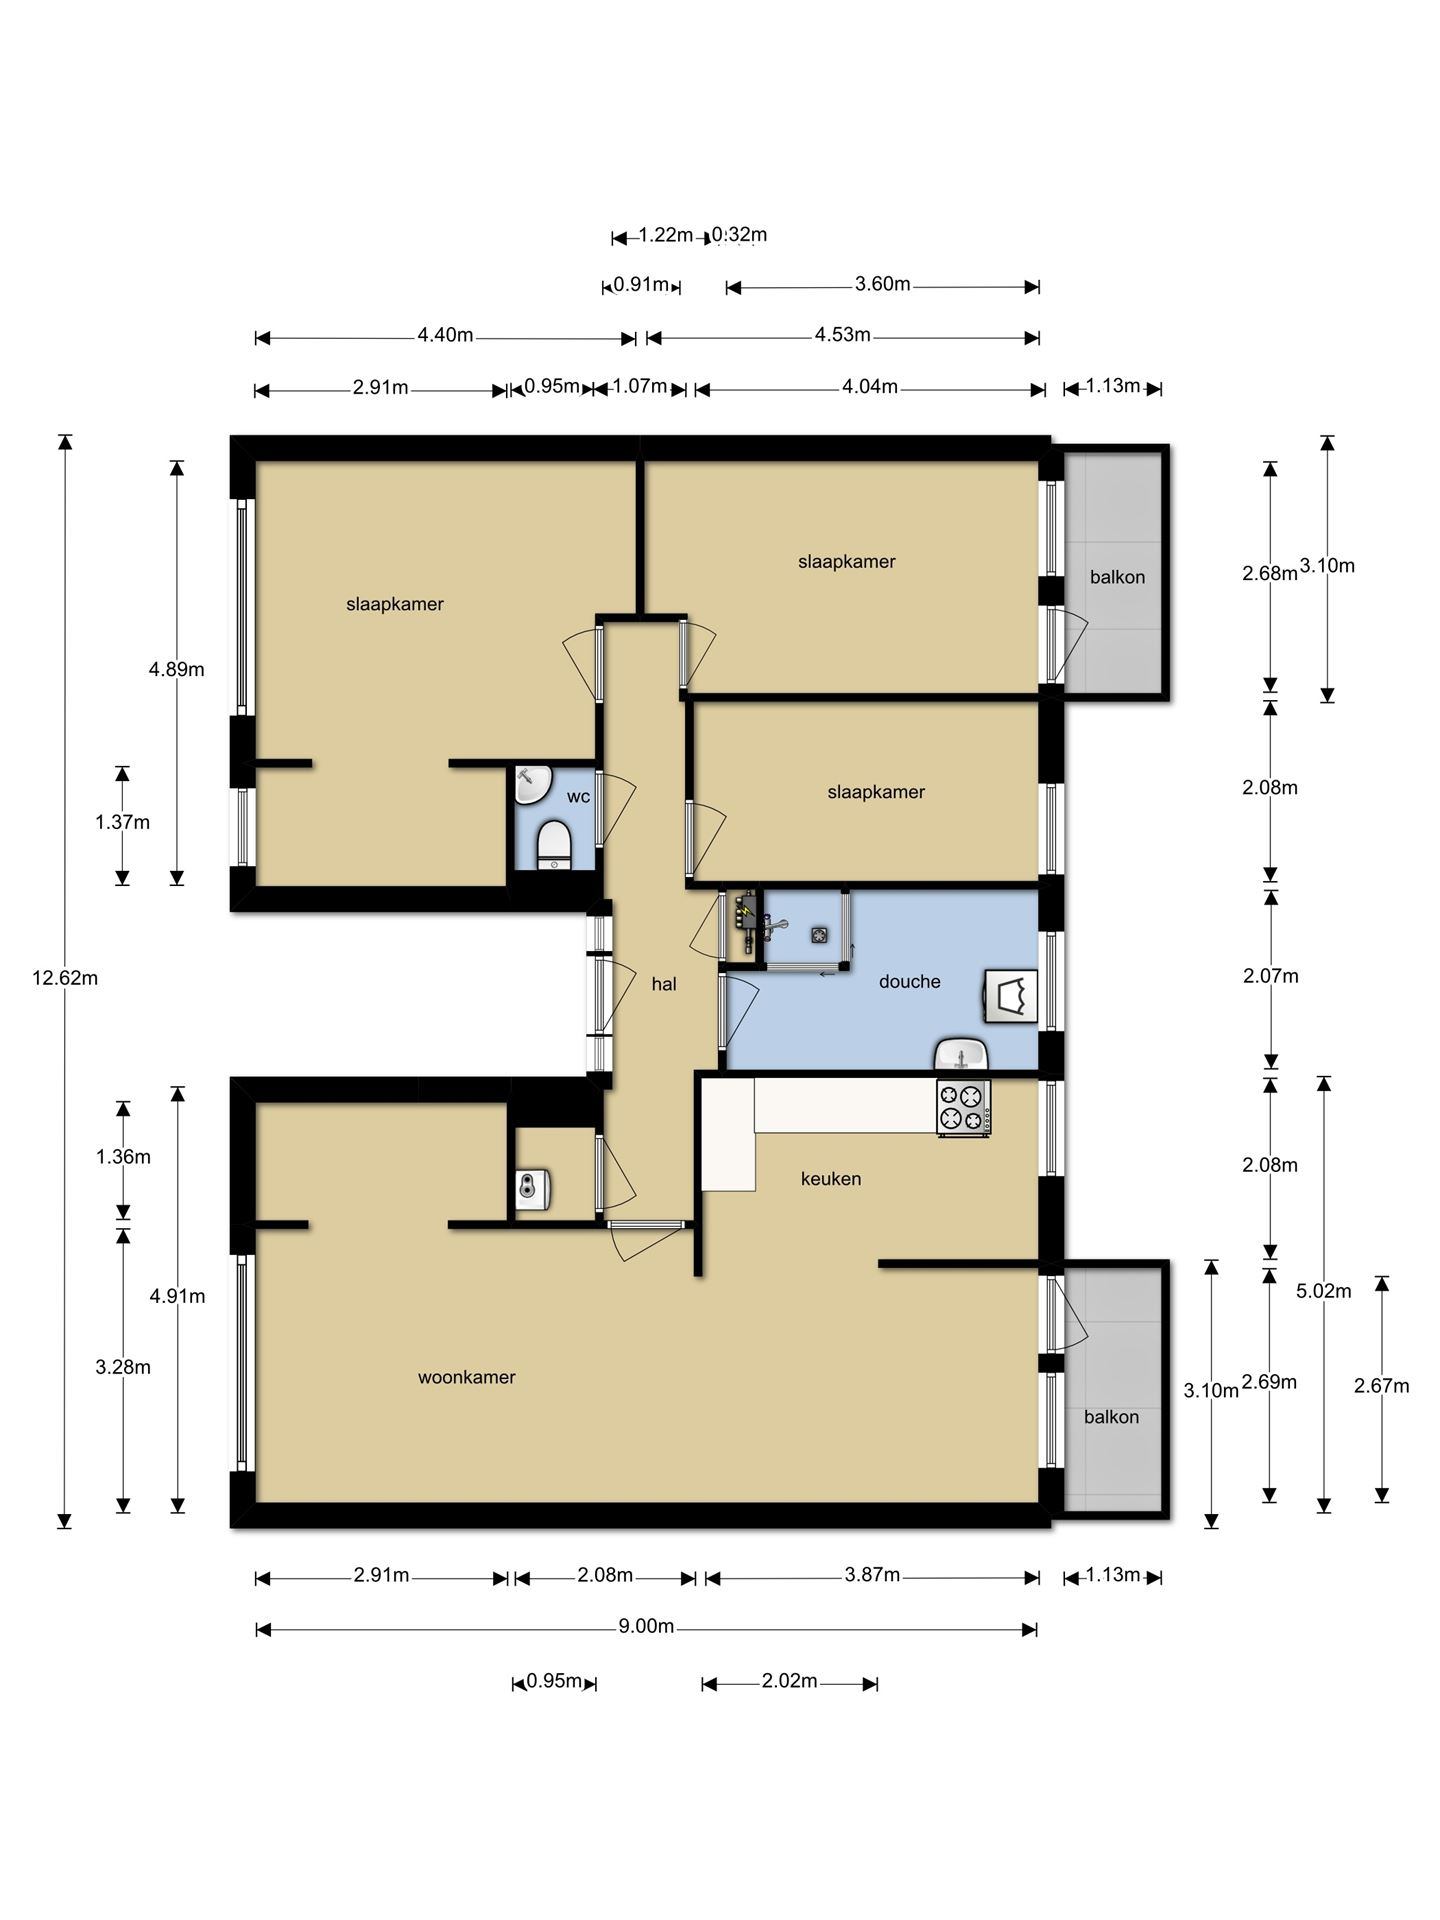 1.22m 0.32m
0.91m 3.60m
4.40m 4.53m
2.91m 0.95m 1.07m 4.04m 1.13m
slaapkamer
balkon
2.68m 3.10m
slaapkamer
4.89m
slaapkamer
2.08m
wc
1.37m
12.62m
hal
douche
2.07m
1.36m
keuken
2.08m
4.91m
5.02m
3.28m
woonkamer
3.10m 2.69m 2.67m
balkon
2.91m 2.08m 3.87m 1.13m
9.00m
0.95m 2.02m